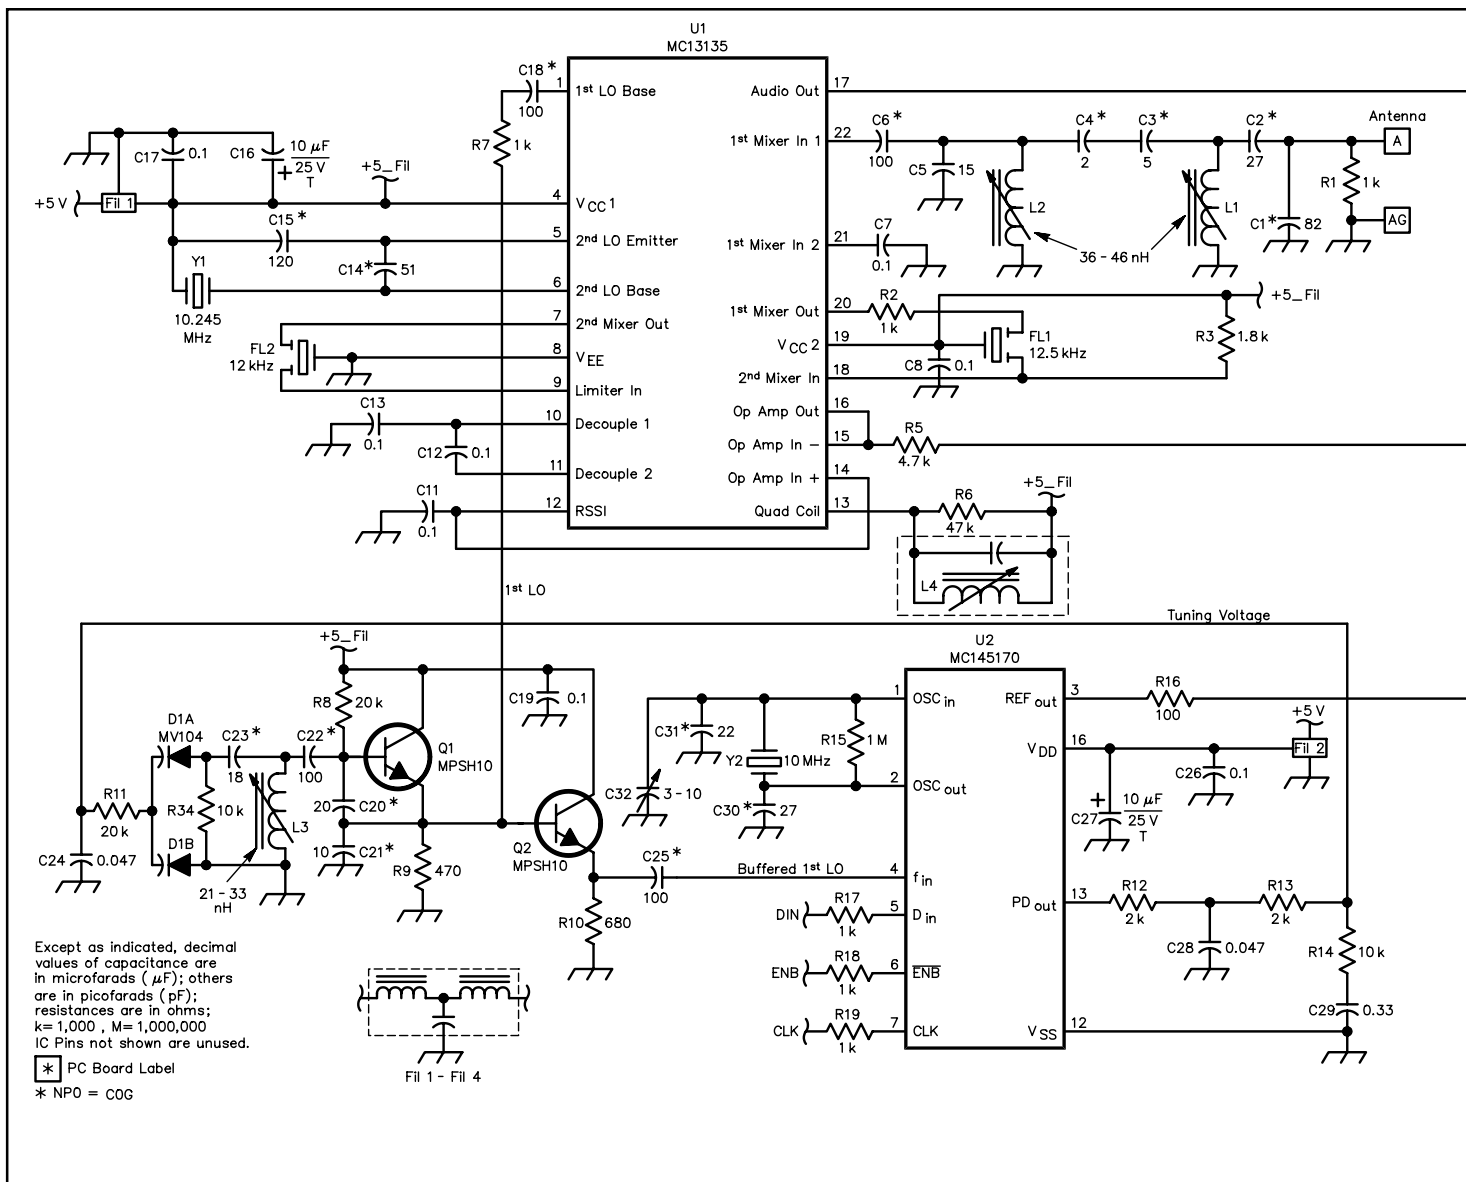 U1
MC13135
C18*
100
R7
1k
1 1st LO Base
4 VCC 1
5 2nd LO Emitter
6 2nd LO Base
7 2nd Mixer Out
8 VEE
9 Limiter In
10 Decouple 1
11 Decouple 2
12 RSSI
Audio Out 17
1st Mixer In 1 22
1st Mixer In 2 21
1st Mixer Out 20
VCC 2 19
2nd Mixer In 18
Op Amp Out 16
Op Amp In - 15
Op Amp In + 14
Quad Coil 13
C17 0.1
C16 10 µF
25 V
+ T
+5_Fil
+5 V
Fil 1
C15*
120
C14* 51
Y1
10.245
MHz
FL2
12 kHz
C13
0.1
C12 0.1
C11
0.1
C6*
100
C4*
2
C3*
5
C2*
27
Antenna
A
C5 15
L2
L1
R1 1k
C1* 82
AG
36 - 46 nH
C7
0.1
R2
1k
+5_Fil
FL1
12.5 kHz
R3 1.8k
C8 0.1
R5
4.7k
+5_Fil
R6
47k
L4
1st LO
Tuning Voltage
+5_Fil
R8 20k
C19 0.1
D1A
MV104
C23*
18
C22*
100
Q1
MPSH10
R11
20k
R34 10k
L3
20 C20*
10 C21*
D1B
C24 0.047
21 - 33
nH
R9 470
Q2
MPSH10
C25*
100
R10 680
Buffered 1st LO
U2
MC145170
1 OSCin
2 OSCout
4 fin
5 Din
6 ENB
7 CLK
REFout 3
VDD 16
PDout 13
VSS 12
C31* 22
Y2 10 MHz
R15 1M
C32 3 - 10
C30* 27
DIN R17
1k
ENB R18
1k
CLK R19
1k
R16
100
+5 V
Fil 2
C26 0.1
+ 10 µF
C27 25 V
T
R12
2k
R13
2k
C28 0.047
R14 10k
C29 0.33
Except as indicated, decimal
values of capacitance are
in microfarads ( µF); others
are in picofarads ( pF);
resistances are in ohms;
k= 1,000 , M= 1,000,000
IC Pins not shown are unused.
* PC Board Label
* NP0 = C0G
Fil 1 - Fil 4